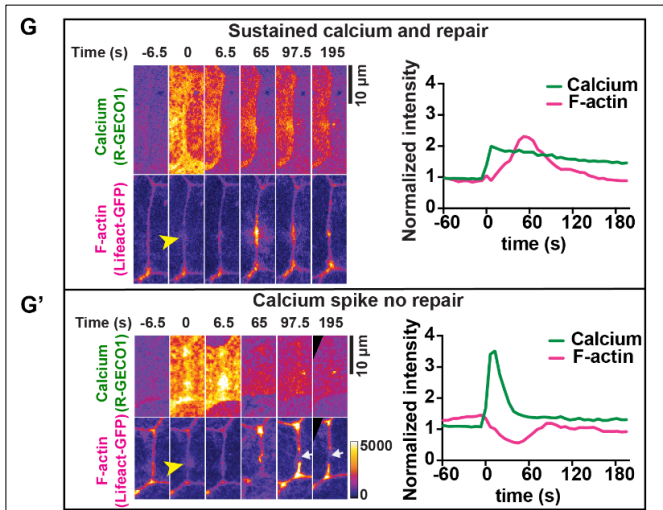 G
Sustained calcium and repair
Time (s) -6.5 0 6.5 65 97.5 195
10 µm
Calcium
(R-GECO1)
F-actin
(Lifeact-GFP)
Normalized intensity
4
3
2
1
0
Calcium
F-actin
-60 0 60 120 180
time (s)
G’
Calcium spike no repair
Time (s) -6.5 0 6.5 65 97.5 195
10 µm
Calcium
(R-GECO1)
F-actin
(Lifeact-GFP)
5000
0
Normalized intensity
4
3
2
1
0
Calcium
F-actin
-60 0 60 120 180
time (s)